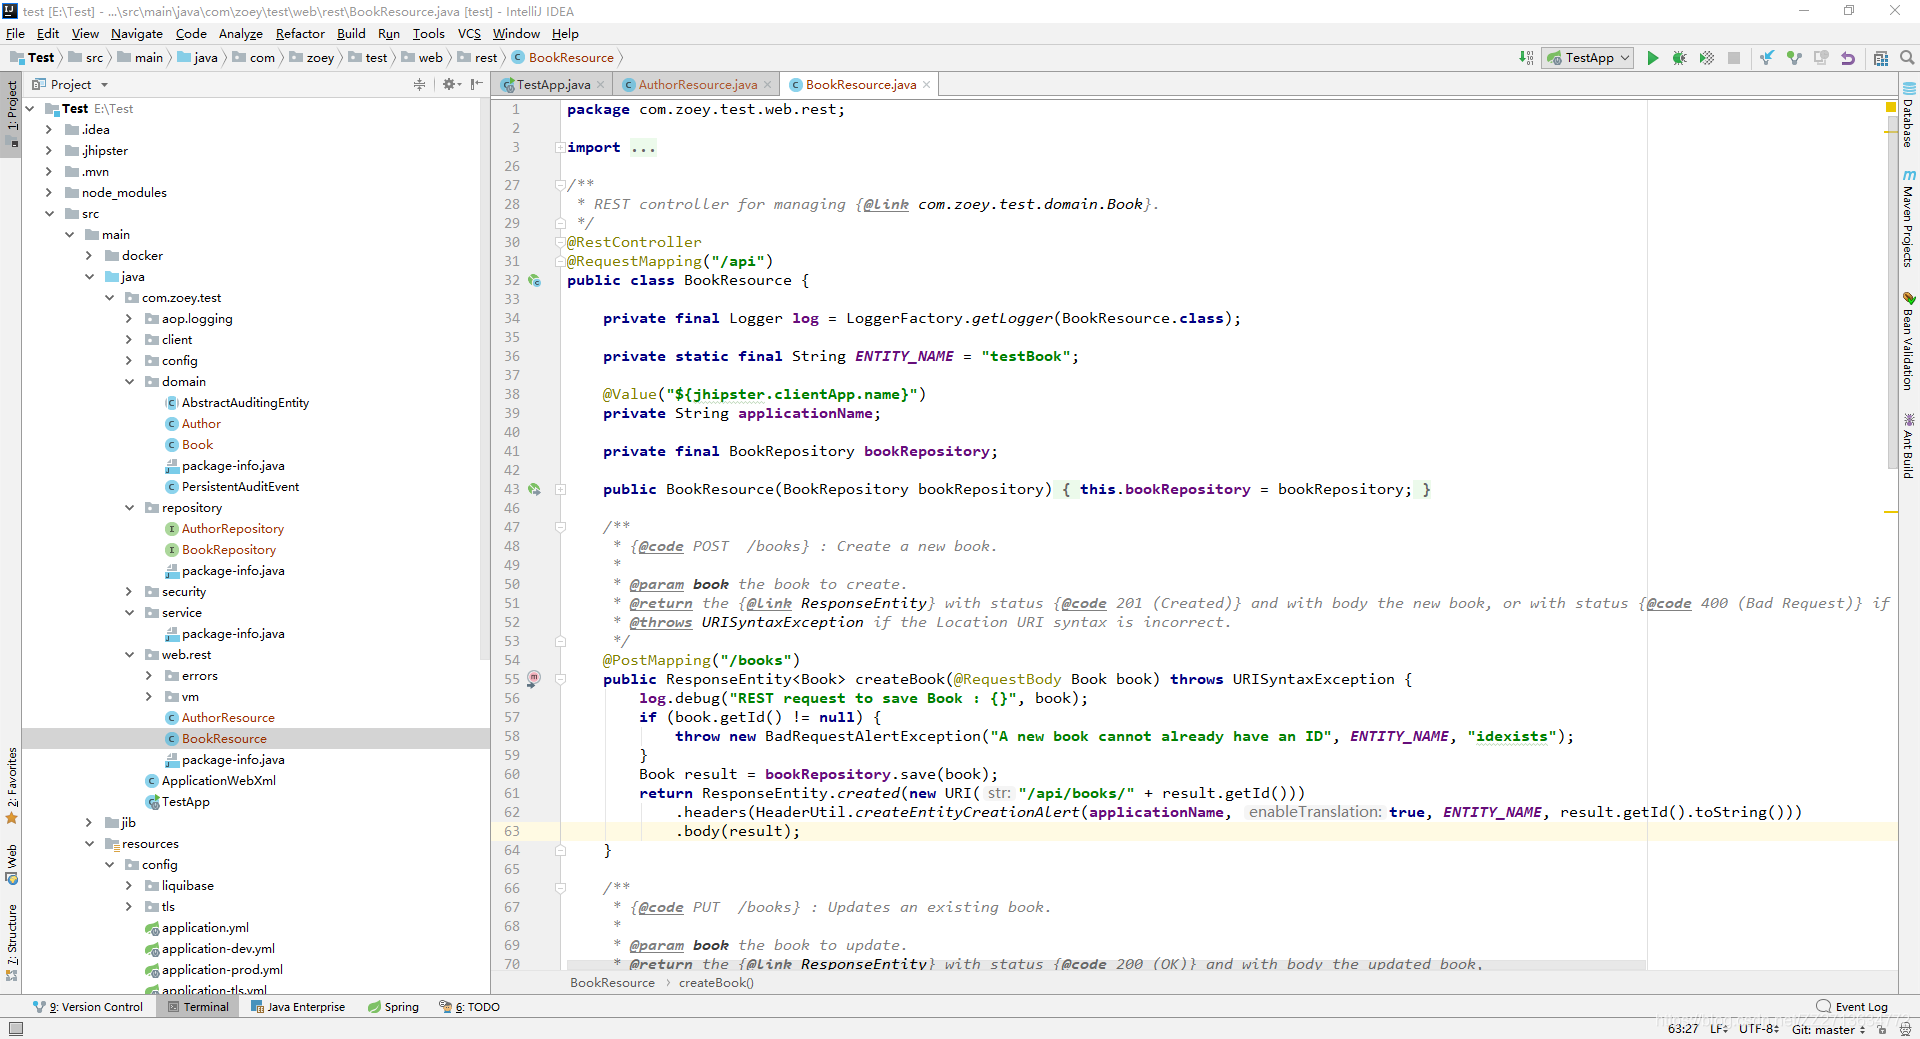 test [E:\Test] - ...\src\main\java\com\zoey\test\web\rest\BookResource.java [test] - IntelliJ IDEA
File Edit View Navigate Code Analyze Refactor Build Run Tools VCS Window Help
Test src main java com zoey test web rest BookResource
TestApp
Project
TestApp.java AuthorResource.java BookResource.java
1: Project
2: Favorites
Web
7: Structure
Test E:\Test
.idea
.jhipster
.mvn
node_modules
src
main
docker
java
com.zoey.test
aop.logging
client
config
domain
AbstractAuditingEntity
Author
Book
package-info.java
PersistentAuditEvent
repository
AuthorRepository
BookRepository
package-info.java
security
service
package-info.java
web.rest
errors
vm
AuthorResource
BookResource
package-info.java
ApplicationWebXml
TestApp
jib
resources
config
liquibase
tls
application.yml
application-dev.yml
application-prod.yml
application-tls.yml
1 package com.zoey.test.web.rest;
2
3 import ...
26
27 /**
28 * REST controller for managing {@link com.zoey.test.domain.Book}.
29 */
30 @RestController
31 @RequestMapping("/api")
32 public class BookResource {
33
34 private final Logger log = LoggerFactory.getLogger(BookResource.class);
35
36 private static final String ENTITY_NAME = "testBook";
37
38 @Value("${jhipster.clientApp.name}")
39 private String applicationName;
40
41 private final BookRepository bookRepository;
42
43 public BookResource(BookRepository bookRepository) { this.bookRepository = bookRepository; }
46
47 /**
48 * {@code POST  /books} : Create a new book.
49 *
50 * @param book the book to create.
51 * @return the {@link ResponseEntity} with status {@code 201 (Created)} and with body the new book, or with status {@code 400 (Bad Request)} if
52 * @throws URISyntaxException if the Location URI syntax is incorrect.
53 */
54 @PostMapping("/books")
55 public ResponseEntity<Book> createBook(@RequestBody Book book) throws URISyntaxException {
56 log.debug("REST request to save Book : {}", book);
57 if (book.getId() != null) {
58 throw new BadRequestAlertException("A new book cannot already have an ID", ENTITY_NAME, "idexists");
59 }
60 Book result = bookRepository.save(book);
61 return ResponseEntity.created(new URI( str: "/api/books/" + result.getId()))
62 .headers(HeaderUtil.createEntityCreationAlert(applicationName, enableTranslation: true, ENTITY_NAME, result.getId().toString()))
63 .body(result);
64 }
65
66 /**
67 * {@code PUT  /books} : Updates an existing book.
68 *
69 * @param book the book to update.
70 * @return the {@link ResponseEntity} with status {@code 200 (OK)} and with body the updated book,
BookResource createBook()
Database
Maven Projects
Bean Validation
Ant Build
9: Version Control Terminal Java Enterprise Spring 6: TODO Event Log
63:27 LF UTF-8 Git: master